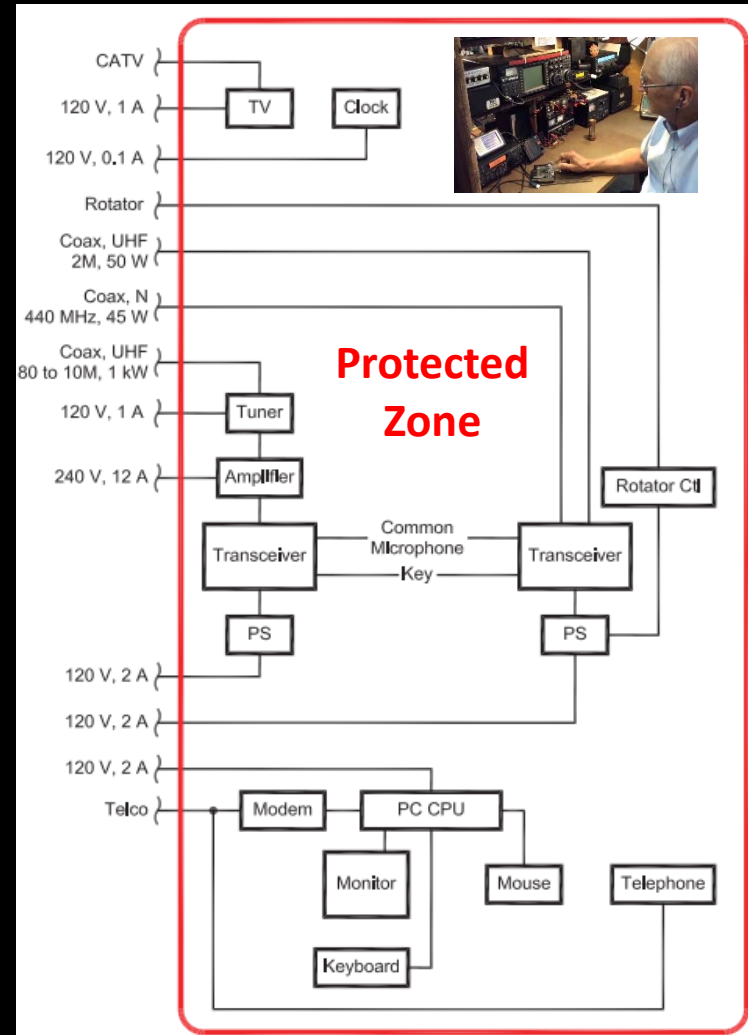 CATV
120 V, 1 A
TV
Clock
120 V, 0.1 A
Rotator
Coax, UHF
2M, 50 W
Coax, N
440 MHz, 45 W
Coax, UHF
80 to 10M, 1 kW
Protected
Zone
120 V, 1 A
Tuner
240 V, 12 A
Amplifier
Rotator Ctl
Transceiver
Common
Microphone
Key
Transceiver
PS
PS
120 V, 2 A
120 V, 2 A
120 V, 2 A
Telco
Modem
PC CPU
Monitor
Mouse
Telephone
Keyboard